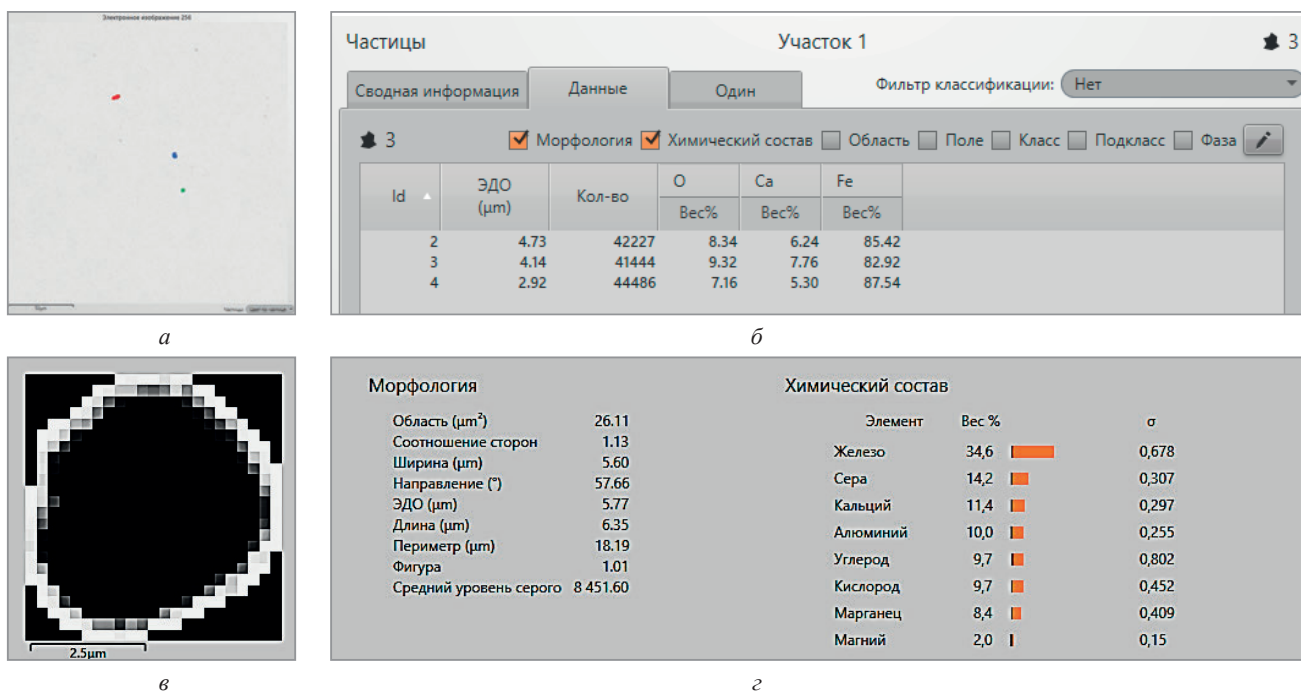 Электронное изображение 254
50μm
Частицы: Цвет по частице
а
Частицы Участок 1 3
Сводная информация Данные Один Фильтр классификации: Нет
3 Морфология Химический состав Область Поле Класс Подкласс Фаза
Id ЭДО (μm) Кол-во O Ca Fe
Вес% Вес% Вес%
2 4.73 42227 8.34 6.24 85.42
3 4.14 41444 9.32 7.76 82.92
4 2.92 44486 7.16 5.30 87.54
б
2.5μm
в
Морфология Химический состав
Область (μm²) 26.11
Соотношение сторон 1.13
Ширина (μm) 5.60
Направление (°) 57.66
ЭДО (μm) 5.77
Длина (μm) 6.35
Периметр (μm) 18.19
Фигура 1.01
Средний уровень серого 8 451.60
Элемент Вес % σ
Железо 34,6 0,678
Сера 14,2 0,307
Кальций 11,4 0,297
Алюминий 10,0 0,255
Углерод 9,7 0,802
Кислород 9,7 0,452
Марганец 8,4 0,409
Магний 2,0 0,15
г